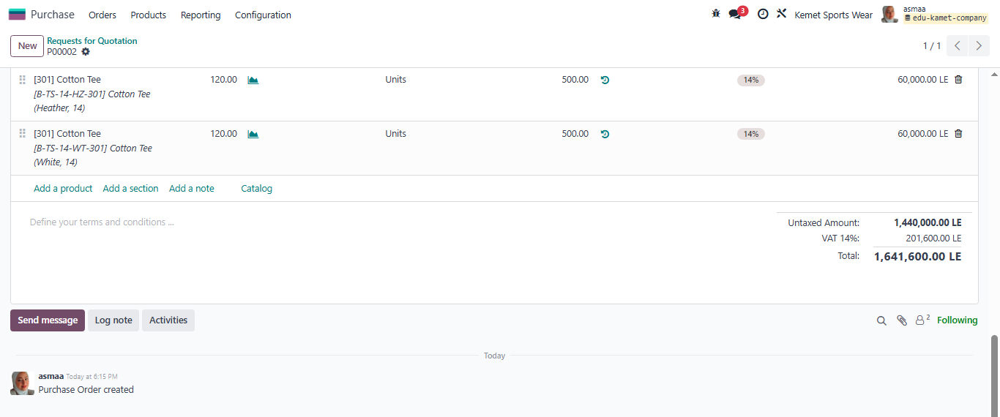 Purchase Orders Products Reporting Configuration 3 Kemet Sports Wear asmaa
edu-kamet-company
New Requests for Quotation
P00002 1 / 1
[301] Cotton Tee 120.00 Units 500.00 14% 60,000.00 LE
[B-TS-14-HZ-301] Cotton Tee
(Heather, 14)
[301] Cotton Tee 120.00 Units 500.00 14% 60,000.00 LE
[B-TS-14-WT-301] Cotton Tee
(White, 14)
Add a product Add a section Add a note Catalog
Define your terms and conditions ...
Untaxed Amount: 1,440,000.00 LE
VAT 14%: 201,600.00 LE
Total: 1,641,600.00 LE
Send message Log note Activities 2 Following
Today
asmaa Today at 6:15 PM
Purchase Order created